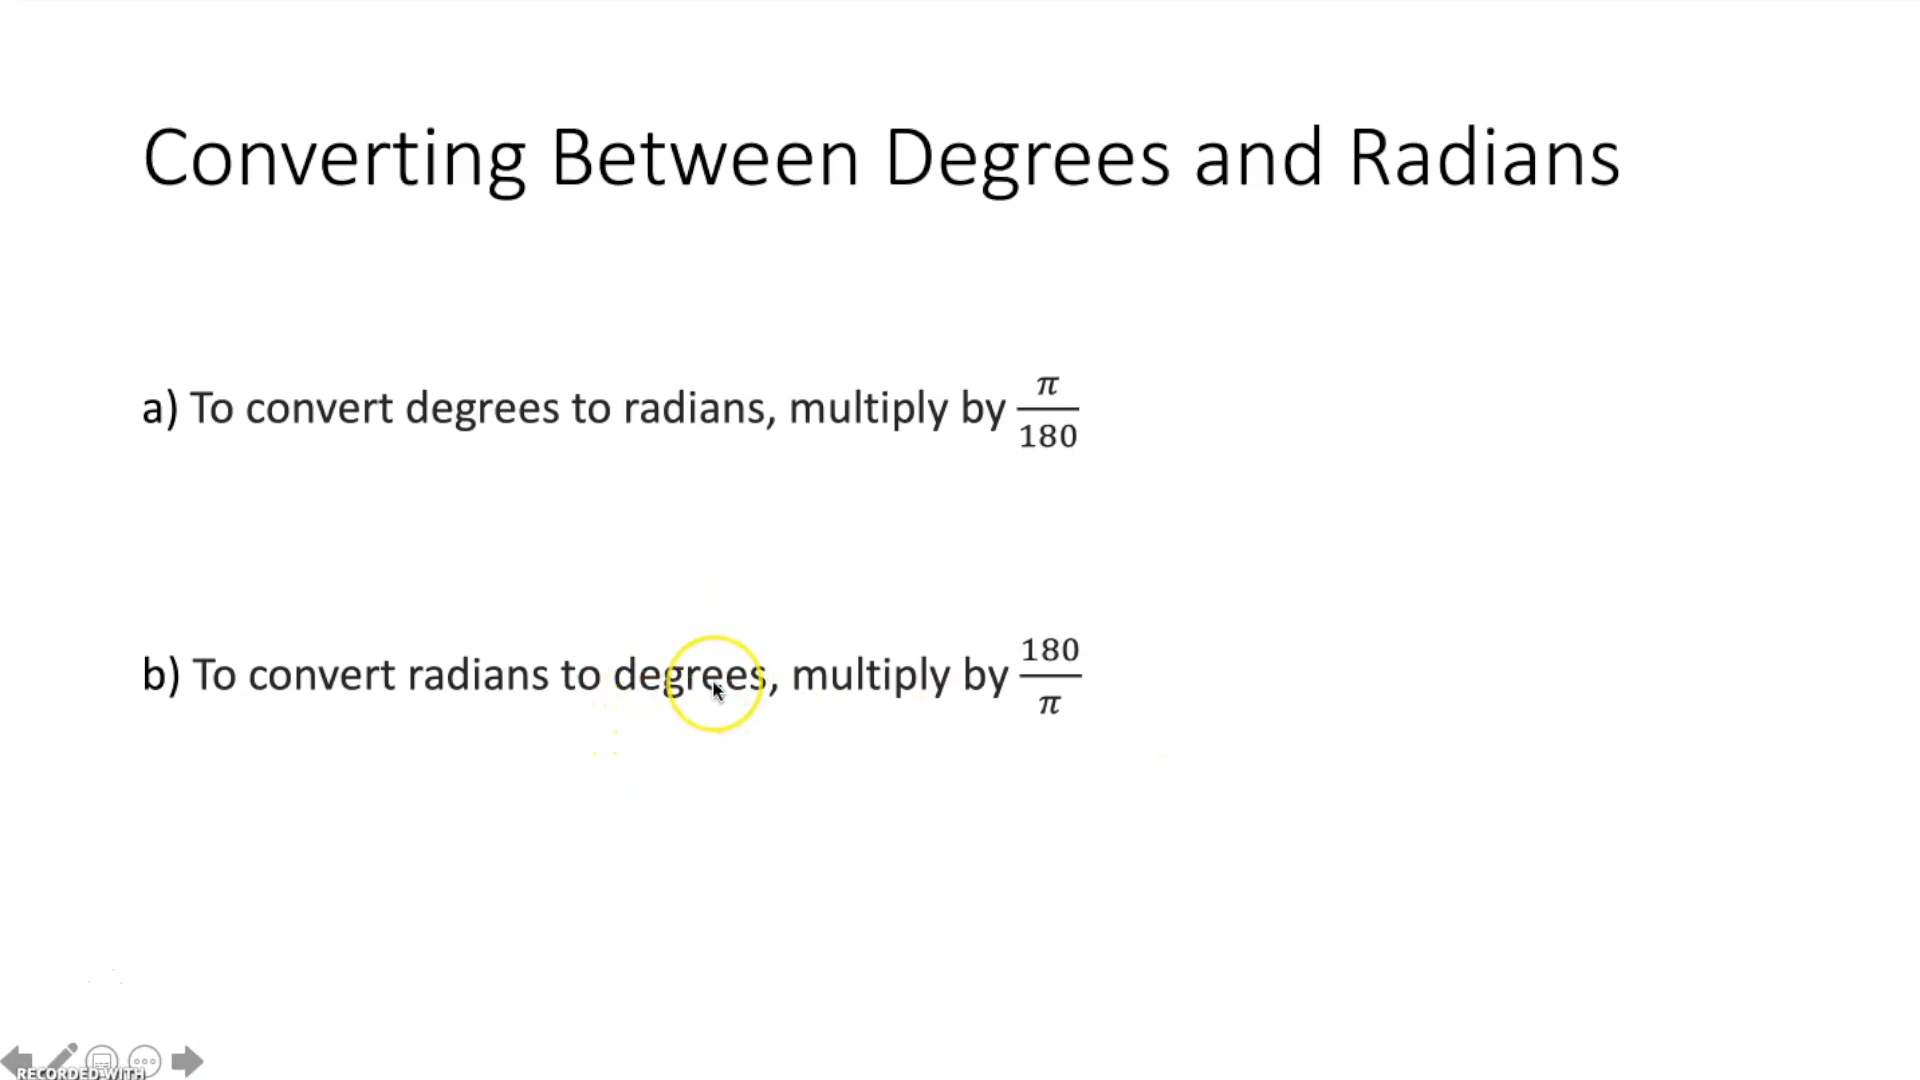 Converting Between Degrees and Radians
a) To convert degrees to radians, multiply by π/180
b) To convert radians to degrees, multiply by 180/π
RECORDED WITH